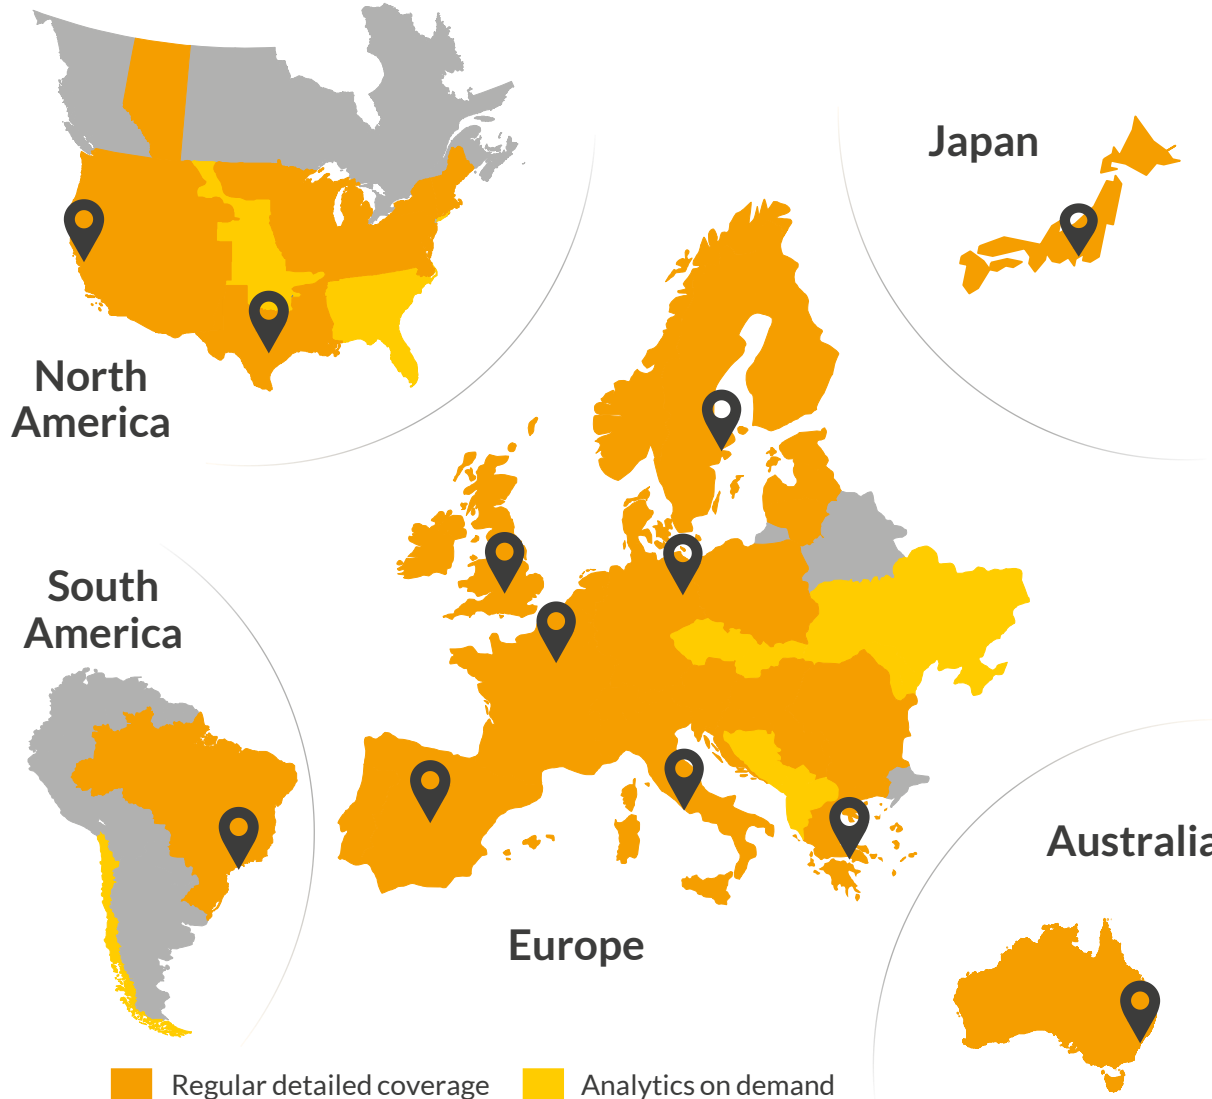 Japan
North
America
South
America
Australia
Europe
Regular detailed coverage
Analytics on demand